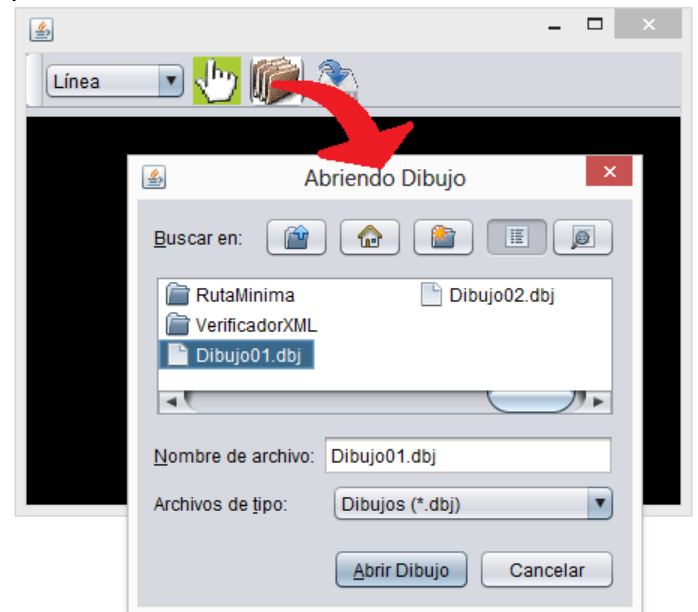 Línea
Abriendo Dibujo
Buscar en:
RutaMinima Dibujo02.dbj
VerificadorXML
Dibujo01.dbj
Nombre de archivo: Dibujo01.dbj
Archivos de tipo: Dibujos (*.dbj)
Abrir Dibujo Cancelar